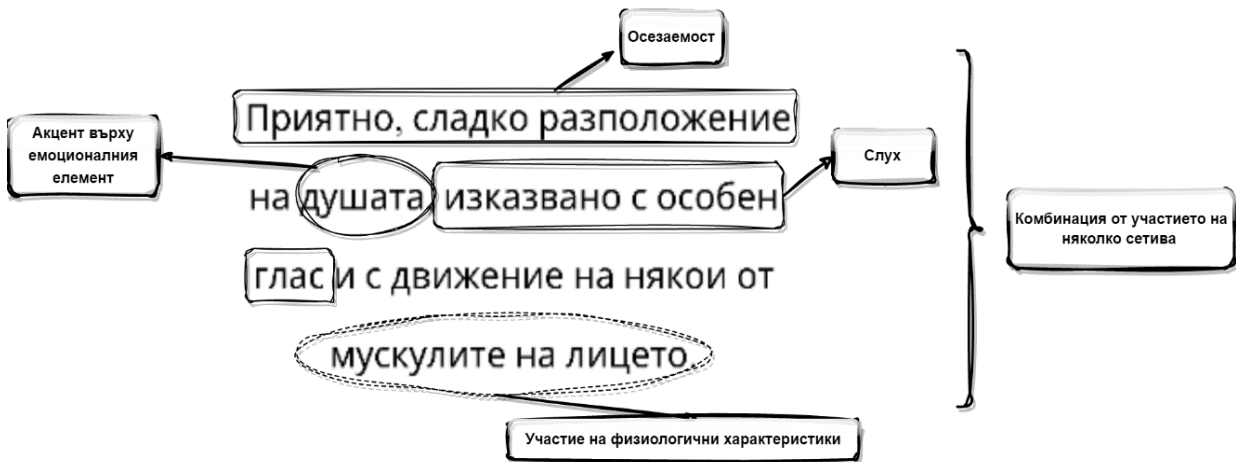 Осезаемост
Приятно, сладко разположение
Акцент върху
емоционалния
елемент
Слух
на душата изказвано с особен
Комбинация от участието на
няколко сетива
глас и с движение на някои от
мускулите на лицето.
Участие на физиологични характеристики